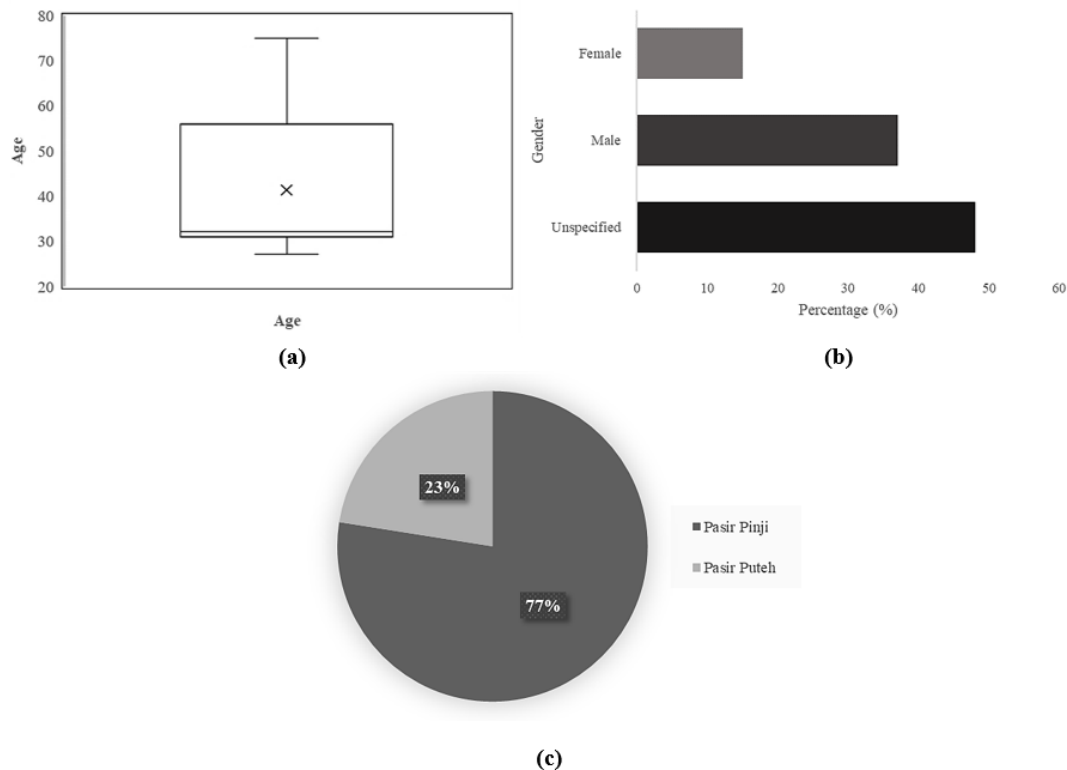 80
70
60
50
40
30
20
Age
Age
(a)
Gender
Female
Male
Unspecified
0 10 20 30 40 50 60
Percentage (%)
(b)
23%
77%
Pasir Pinji
Pasir Puteh
(c)